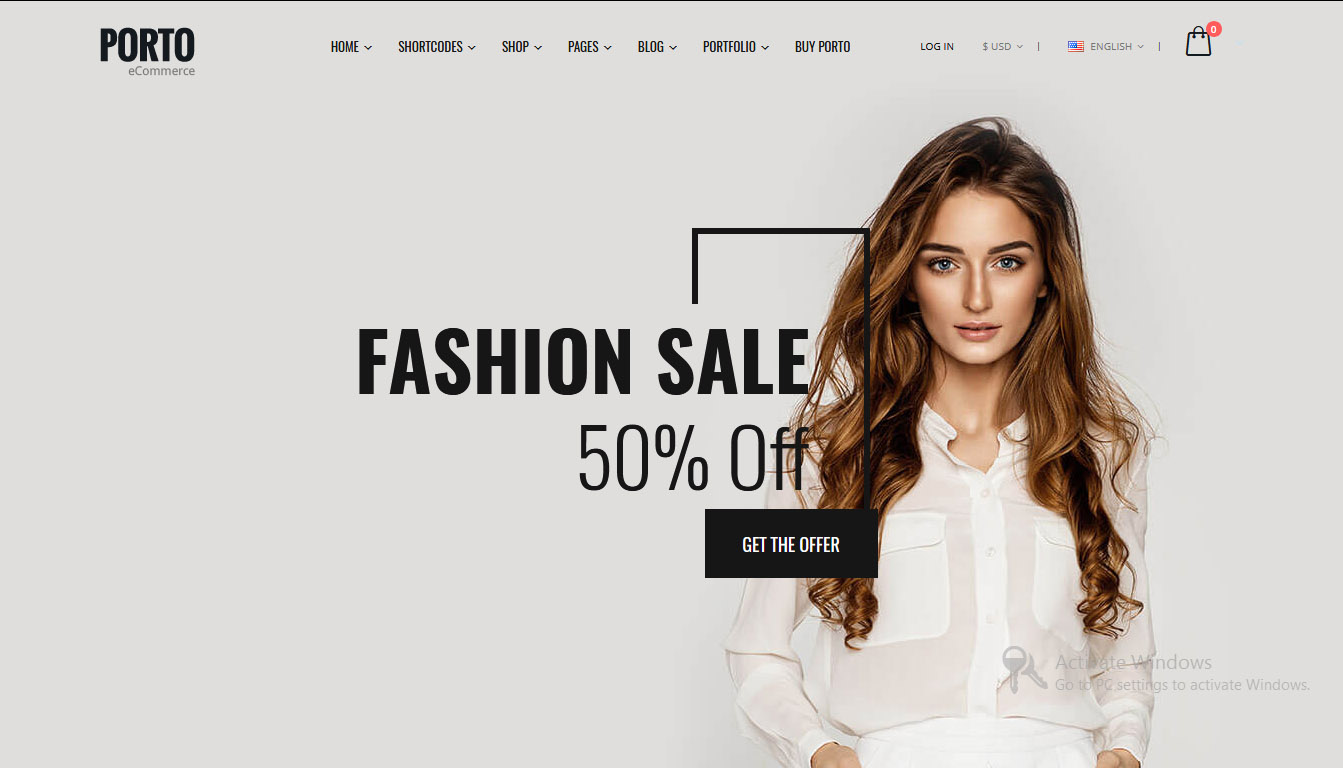 PORTO
eCommerce
HOME SHORTCODES SHOP PAGES BLOG PORTFOLIO BUY PORTO LOG IN $ USD | ENGLISH | 0
FASHION SALE
50% Off
GET THE OFFER
Activate Windows
Go to PC settings to activate Windows.